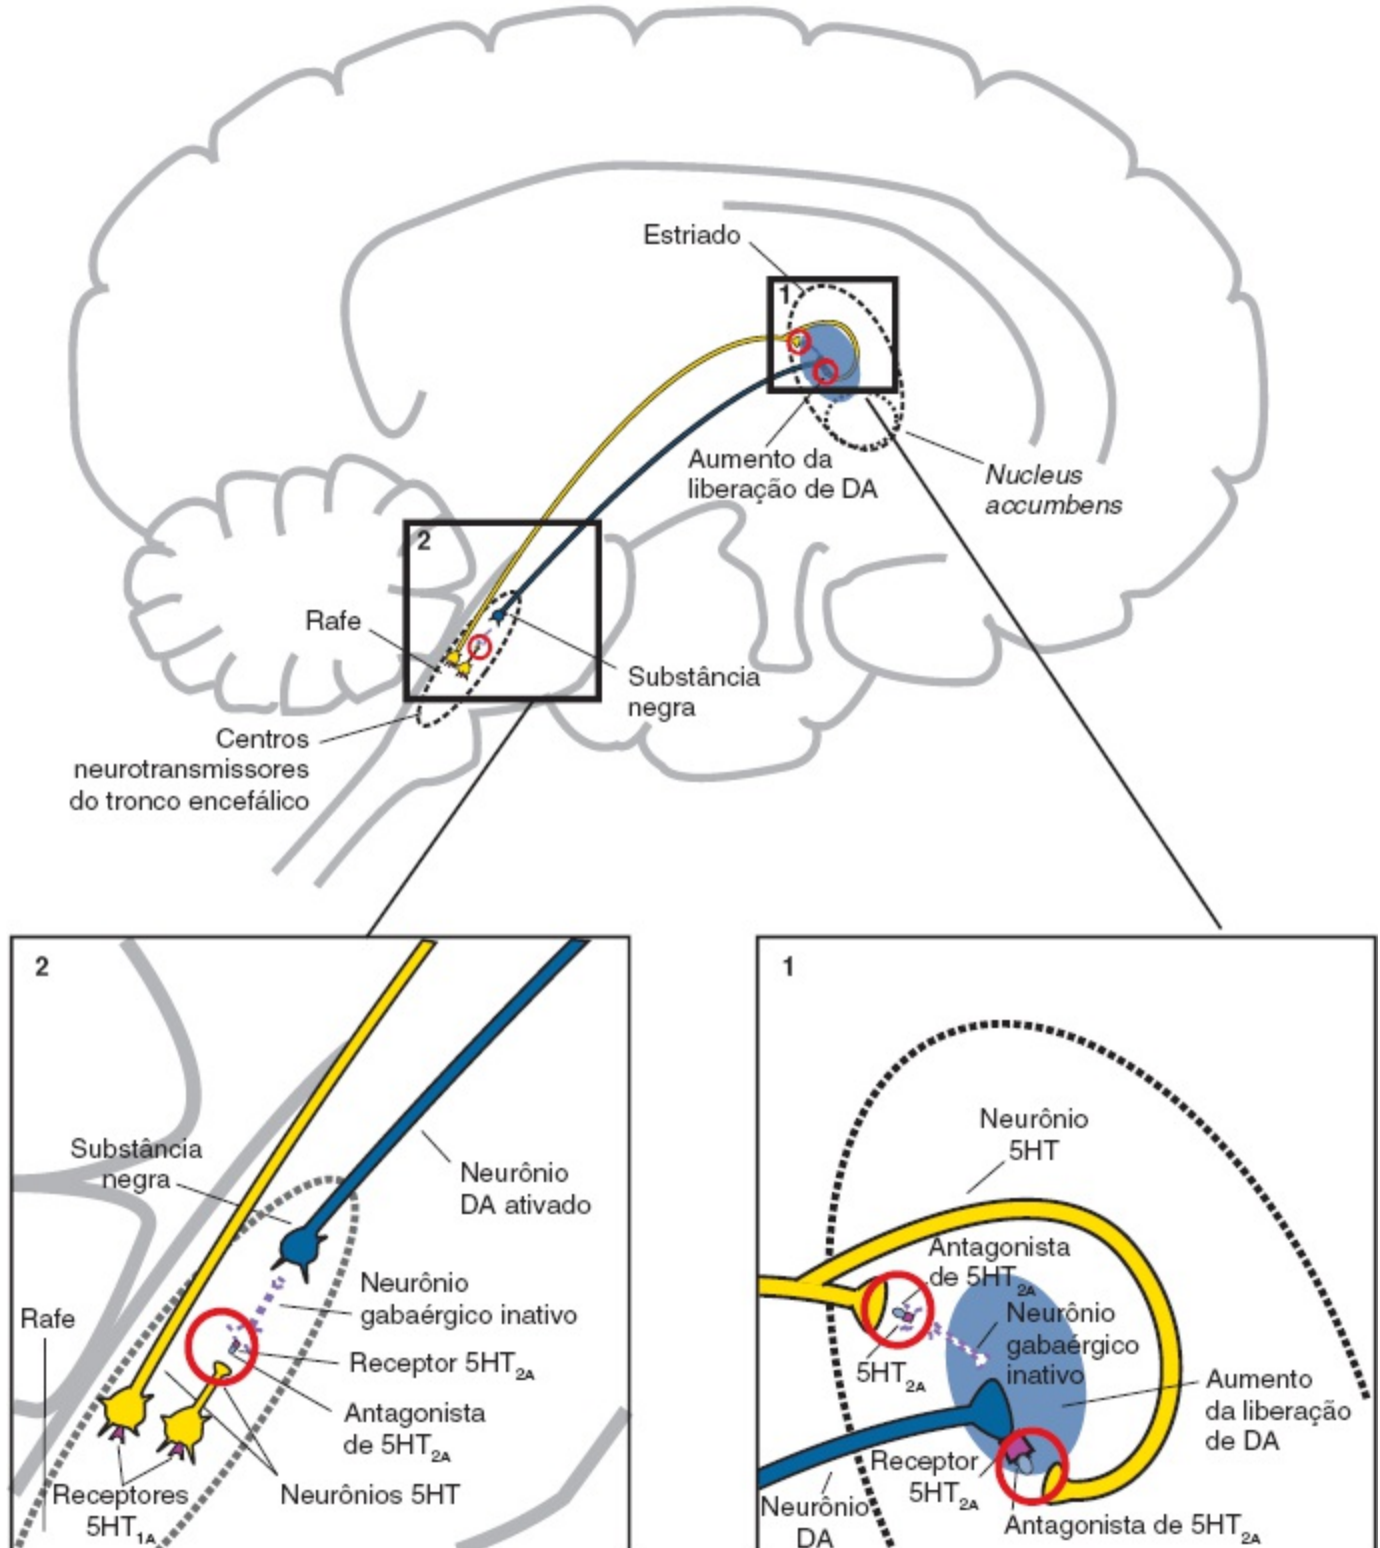 Estriado
1
Aumento da
liberação de DA
Nucleus
accumbens
2
Rafe
Substância
negra
Centros
neurotransmissores
do tronco encefálico
2
Substância
negra
Neurônio
DA ativado
Neurônio
gabaérgico inativo
Rafe
Receptor 5HT2A
Antagonista
de 5HT2A
Receptores
5HT1A
Neurônios 5HT
1
Neurônio
5HT
Antagonista
de 5HT2A
Neurônio
gabaérgico
inativo
5HT2A
Aumento
da liberação
de DA
Receptor
5HT2A
Neurônio
DA
Antagonista de 5HT2A